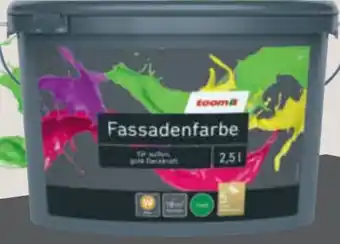 toom
Fassadenfarbe
für außen,
gute Deckkraft
2,5 l